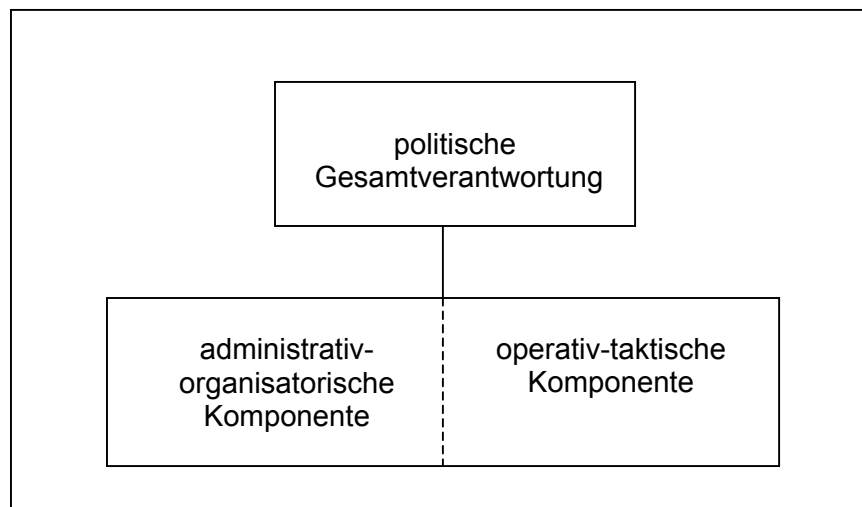 politische
Gesamtverantwortung
administrativ-
organisatorische
Komponente
operativ-taktische
Komponente